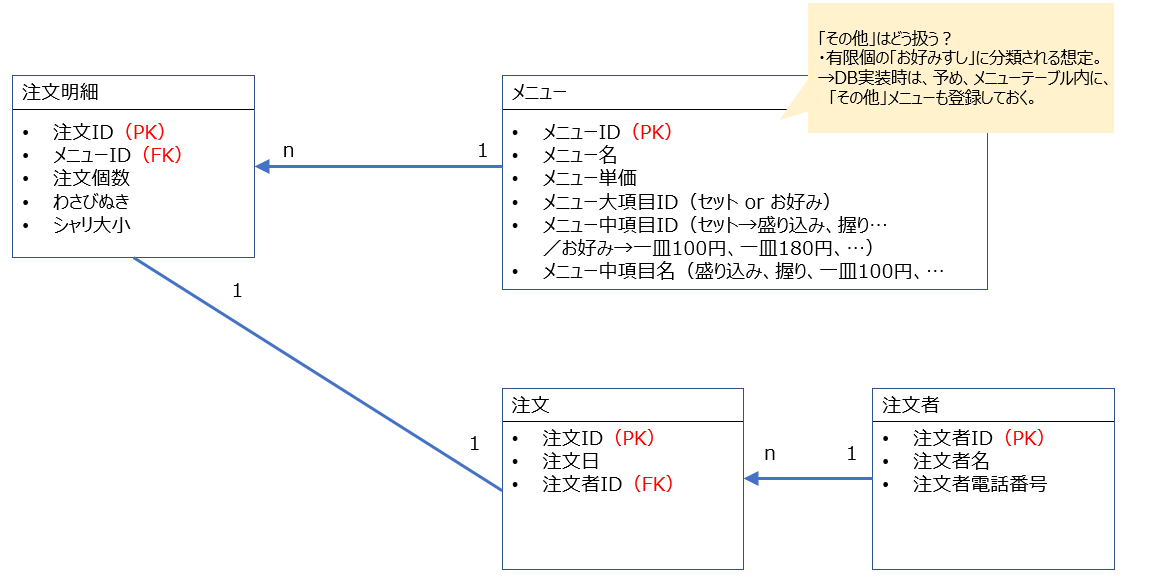 「その他」はどう扱う？
・有限個の「お好みすし」に分類される想定。
→DB実装時は、予め、メニューテーブル内に、
「その他」メニューも登録しておく。
注文明細
• 注文ID（PK）
• メニューID（FK）
• 注文個数
• わさびぬき
• シャリ大小
n
1
メニュー
• メニューID（PK）
• メニュー名
• メニュー単価
• メニュー大項目ID（セット or お好み）
• メニュー中項目ID（セット→盛り込み、握り…
／お好み→一皿100円、一皿180円、…）
• メニュー中項目名（盛り込み、握り、一皿100円、…
1
1
注文
• 注文ID（PK）
• 注文日
• 注文者ID（FK）
n
1
注文者
• 注文者ID（PK）
• 注文者名
• 注文者電話番号